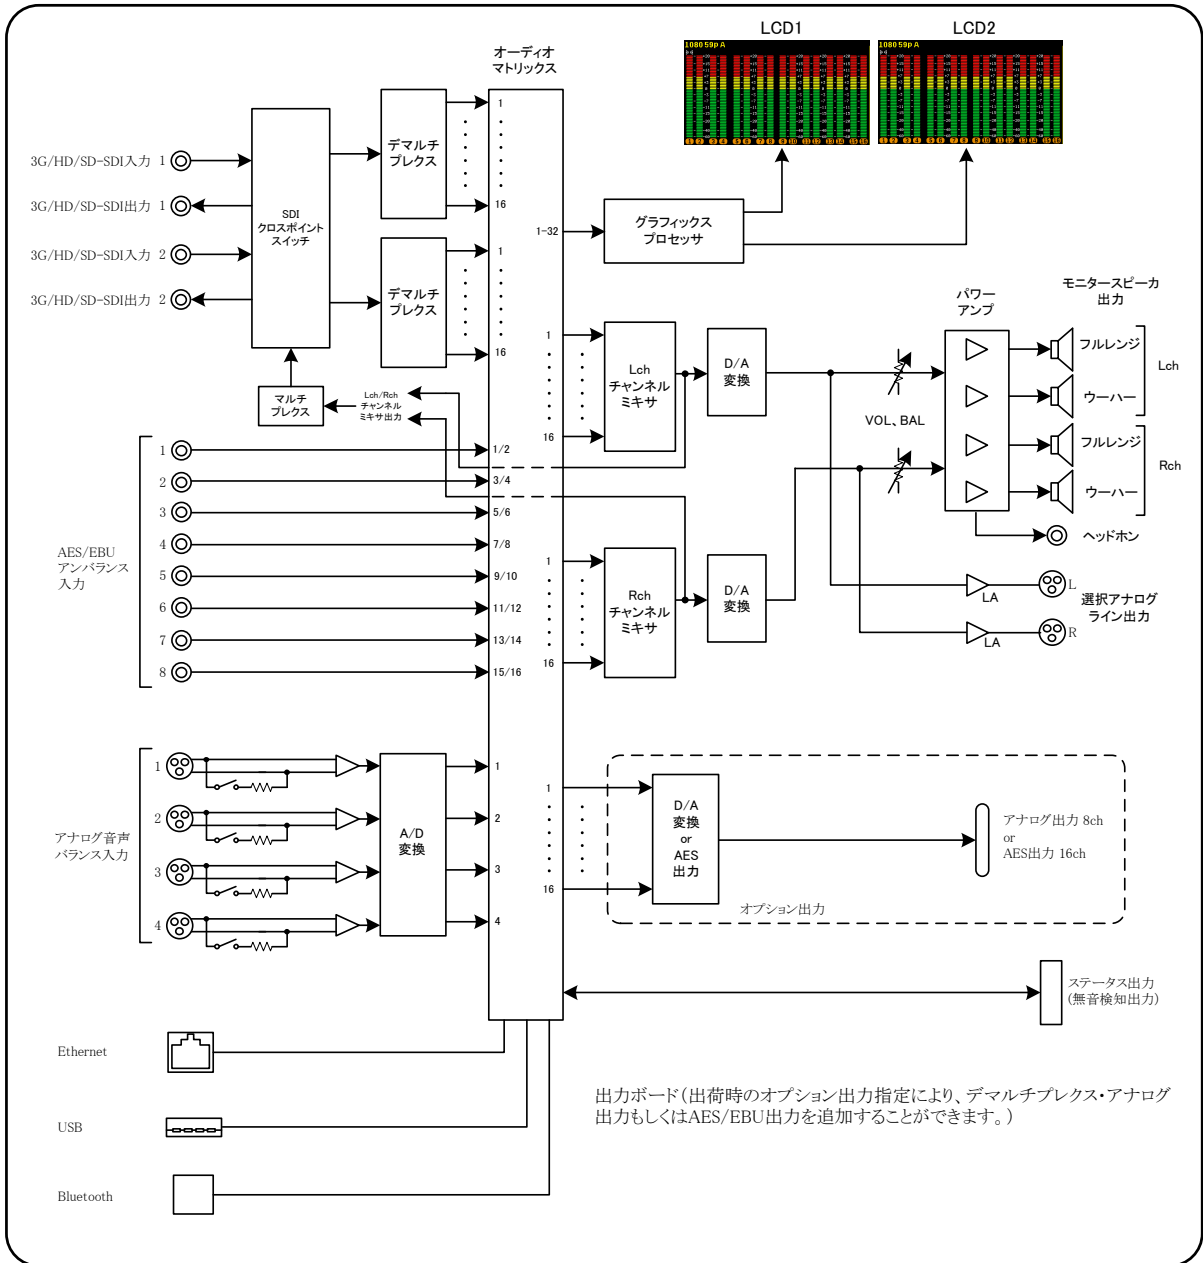 LCD1
LCD2
1080 59p A
1080 59p A
オーディオ
マトリックス
デマルチ
プレクス
3G/HD/SD-SDI入力 1
3G/HD/SD-SDI出力 1
3G/HD/SD-SDI入力 2
3G/HD/SD-SDI出力 2
SDI
クロスポイント
スイッチ
デマルチ
プレクス
1
16
1
16
1-32
グラフィックス
プロセッサ
マルチ
プレクス
Lch/Rch
チャンネル
ミキサ出力
1
16
Lch
チャンネル
ミキサ
D/A
変換
VOL、BAL
パワー
アンプ
モニタースピーカ
出力
フルレンジ
ウーハー
Lch
フルレンジ
ウーハー
Rch
ヘッドホン
AES/EBU
アンバランス
入力
1
2
3
4
5
6
7
8
1/2
3/4
5/6
7/8
9/10
11/12
13/14
15/16
1
16
Rch
チャンネル
ミキサ
D/A
変換
LA
L
LA
R
選択アナログ
ライン出力
アナログ音声
バランス入力
1
2
3
4
A/D
変換
1
2
3
4
1
16
D/A
変換
or
AES
出力
アナログ出力 8ch
or
AES出力 16ch
オプション出力
ステータス出力
(無音検知出力)
Ethernet
USB
Bluetooth
出力ボード(出荷時のオプション出力指定により、デマルチプレクス・アナログ
出力もしくはAES/EBU出力を追加することができます。)